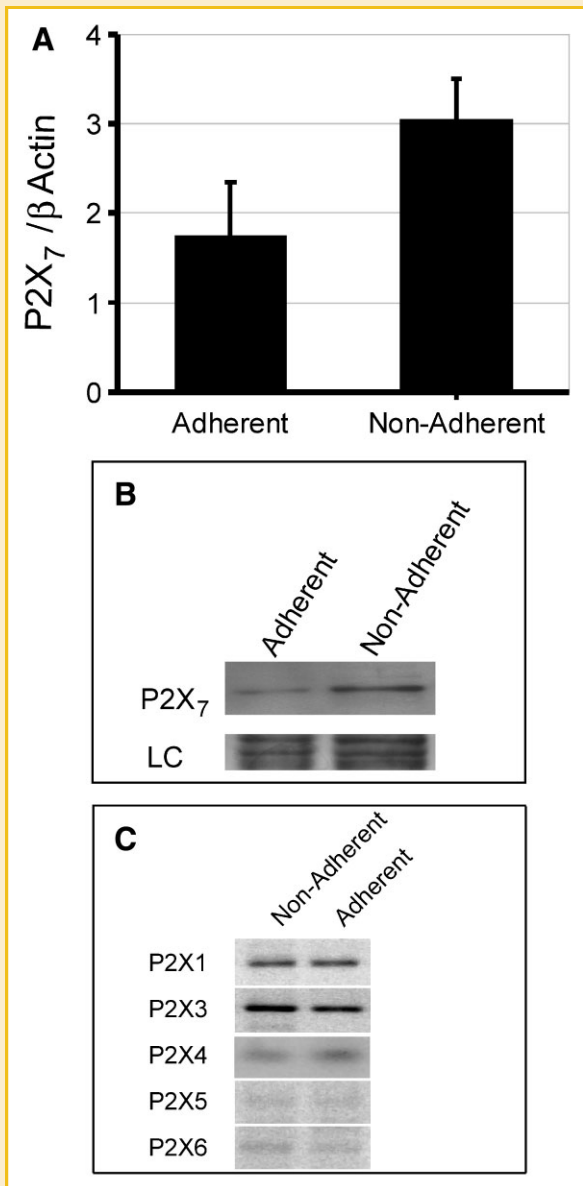 A
4
3
2
1
0
P2X₇ /β Actin
Adherent Non-Adherent
B
Adherent Non-Adherent
P2X₇
LC
C
Non-Adherent Adherent
P2X1
P2X3
P2X4
P2X5
P2X6